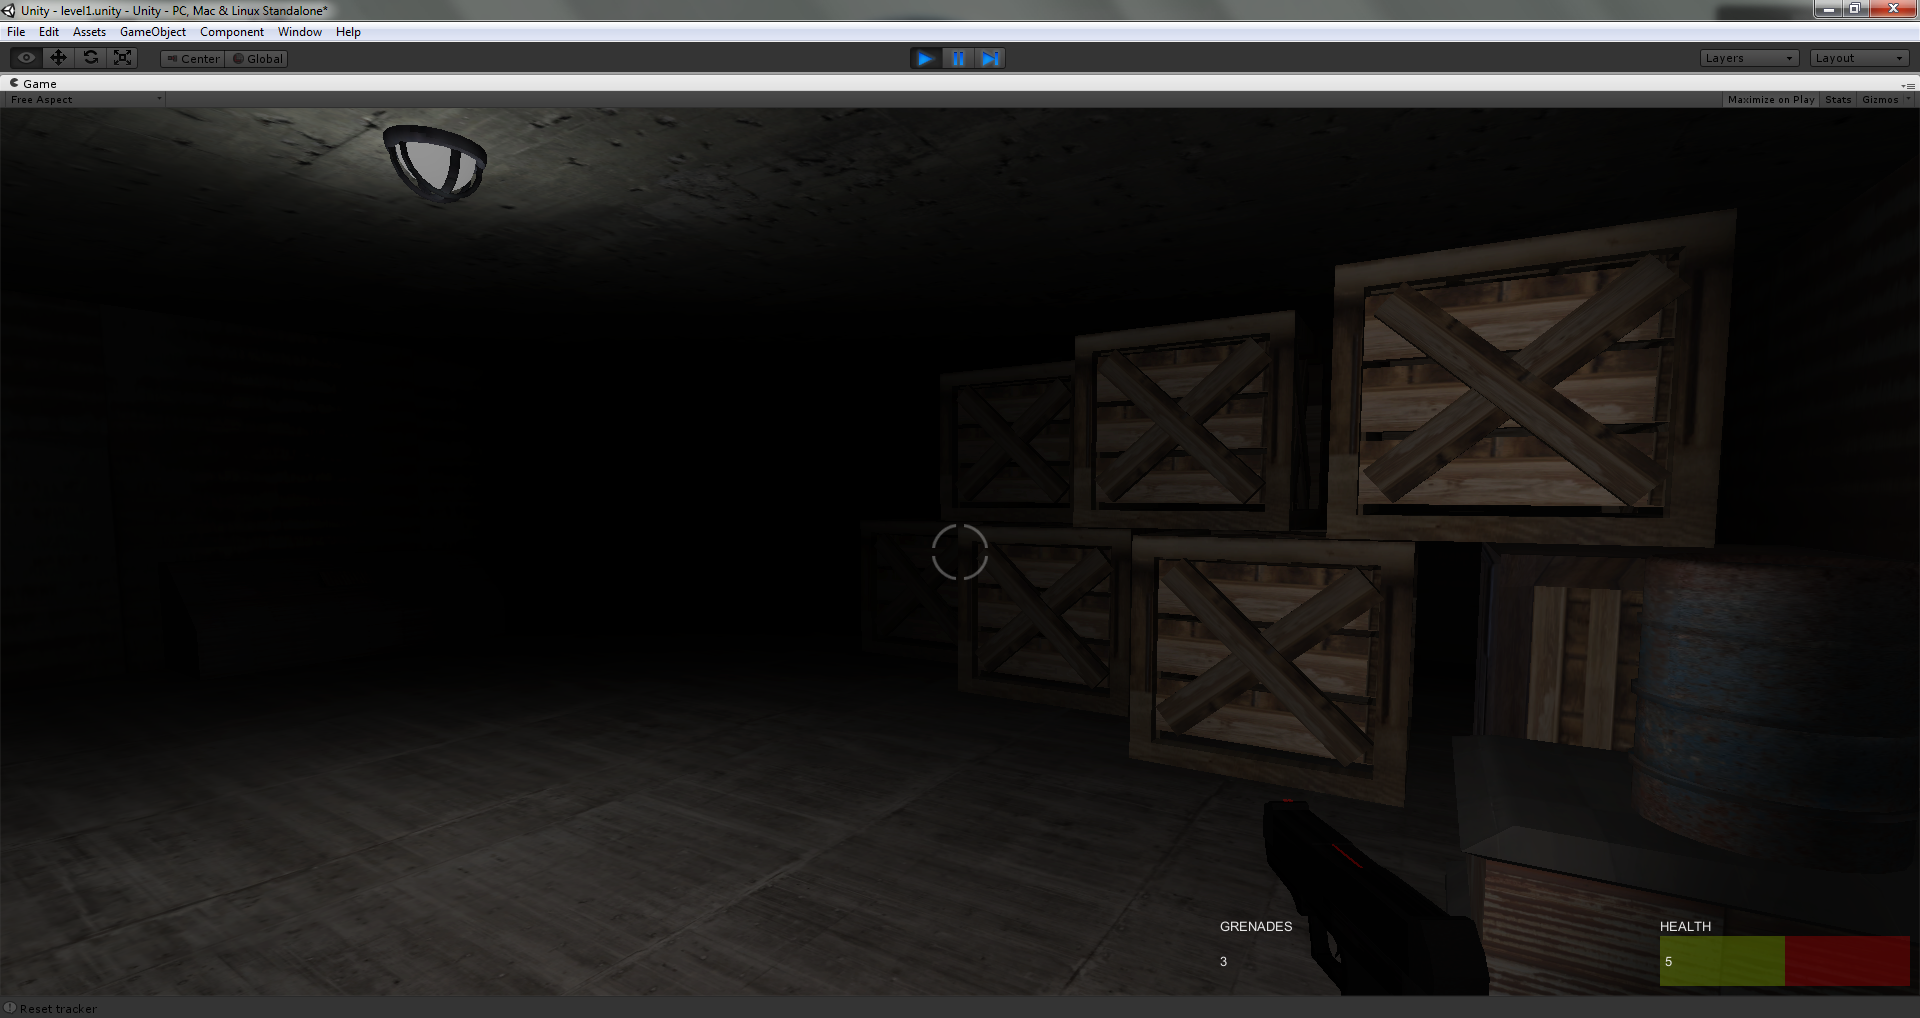 Unity - level1.unity - Unity - PC, Mac & Linux Standalone*
File Edit Assets GameObject Component Window Help
Center Global Layers Layout
Game
Free Aspect Maximize on Play Stats Gizmos
GRENADES HEALTH
3 5
Reset tracker